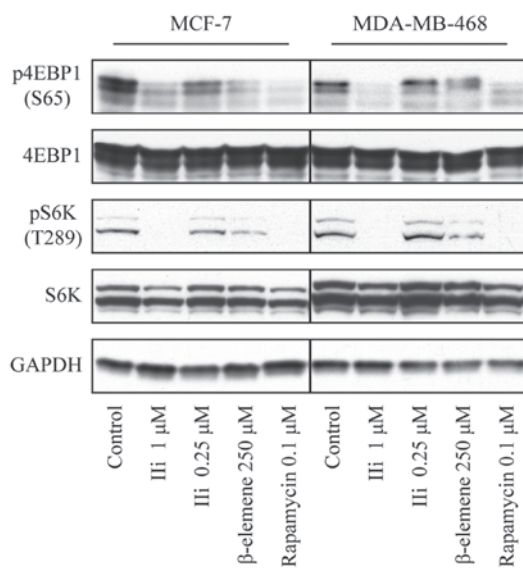 MCF-7 MDA-MB-468
p4EBP1
(S65)
4EBP1
pS6K
(T289)
S6K
GAPDH
Control
IIi 1 μM
IIi 0.25 μM
β-elemene 250 μM
Rapamycin 0.1 μM
Control
IIi 1 μM
IIi 0.25 μM
β-elemene 250 μM
Rapamycin 0.1 μM